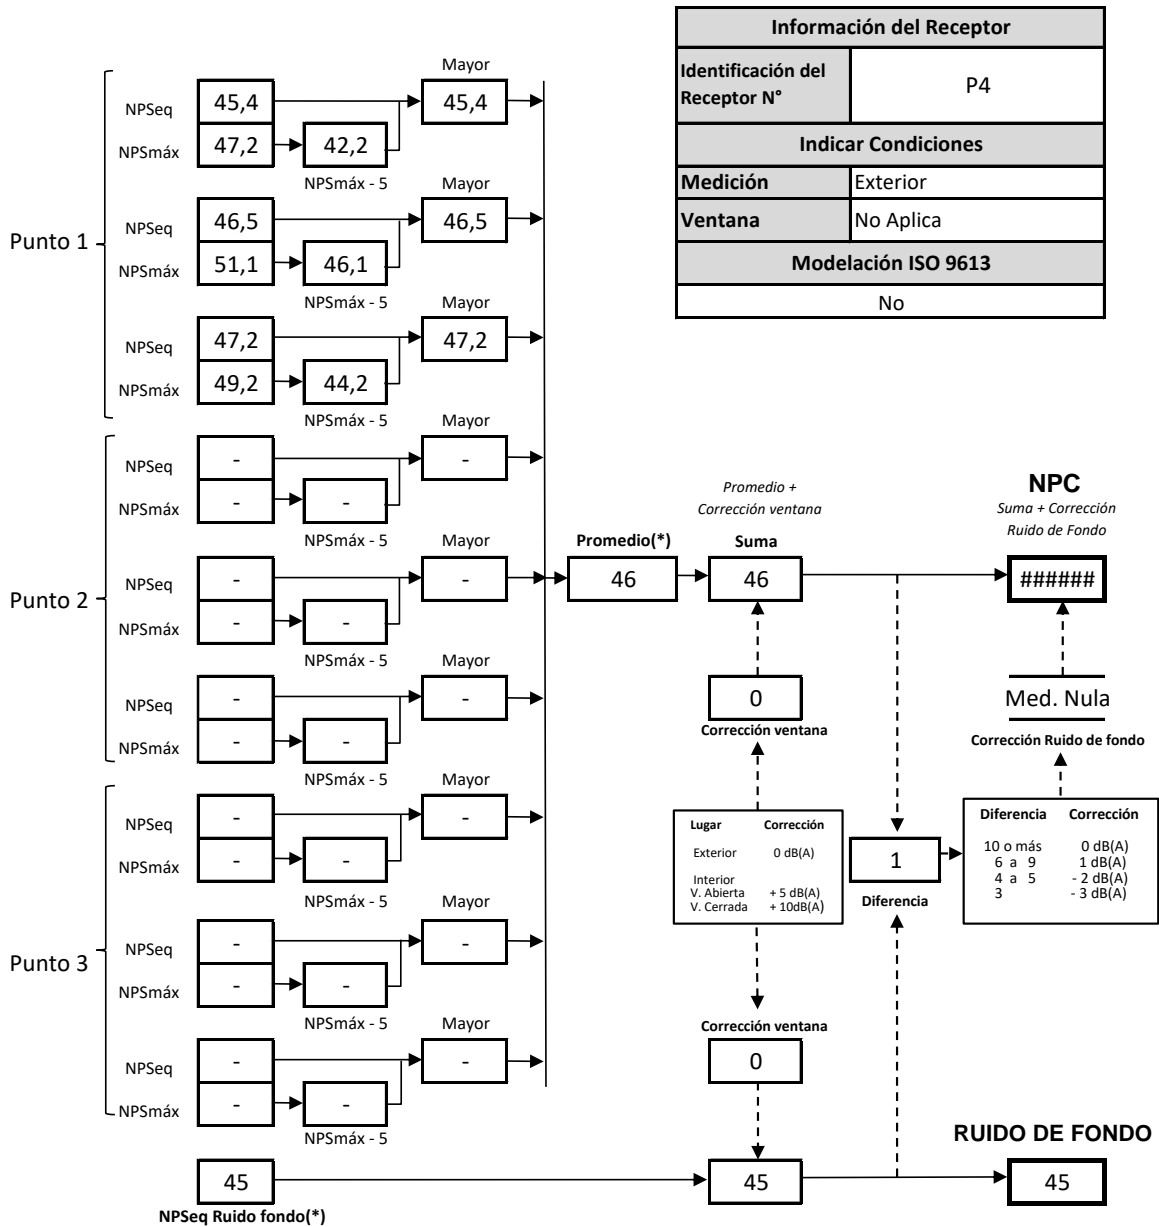 Información del Receptor
Identificación del
Receptor N°
P4
Indicar Condiciones
Medición
Exterior
Ventana
No Aplica
Modelación ISO 9613
No
Punto 1
Mayor
NPSeq
45,4
45,4
NPSmáx
47,2
42,2
NPSmáx - 5
Mayor
NPSeq
46,5
46,5
NPSmáx
51,1
46,1
NPSmáx - 5
Mayor
NPSeq
47,2
47,2
NPSmáx
49,2
44,2
NPSmáx - 5
Punto 2
Mayor
NPSeq
-
-
NPSmáx
-
-
NPSmáx - 5
Mayor
NPSeq
-
-
NPSmáx
-
-
NPSmáx - 5
Mayor
NPSeq
-
-
NPSmáx
-
-
NPSmáx - 5
Punto 3
Mayor
NPSeq
-
-
NPSmáx
-
-
NPSmáx - 5
Mayor
NPSeq
-
-
NPSmáx
-
-
NPSmáx - 5
Mayor
NPSeq
-
-
NPSmáx
-
-
NPSmáx - 5
Promedio(*)
46
Promedio +
Corrección ventana
Suma
46
NPC
Suma + Corrección
Ruido de Fondo
######
0
Corrección ventana
Med. Nula
Corrección Ruido de fondo
Lugar Corrección
Exterior 0 dB(A)
Interior
V. Abierta + 5 dB(A)
V. Cerrada + 10dB(A)
1
Diferencia
Diferencia Corrección
10 o más 0 dB(A)
6 a 9 1 dB(A)
4 a 5 - 2 dB(A)
3 - 3 dB(A)
Corrección ventana
0
RUIDO DE FONDO
45
45
45
NPSeq Ruido fondo(*)